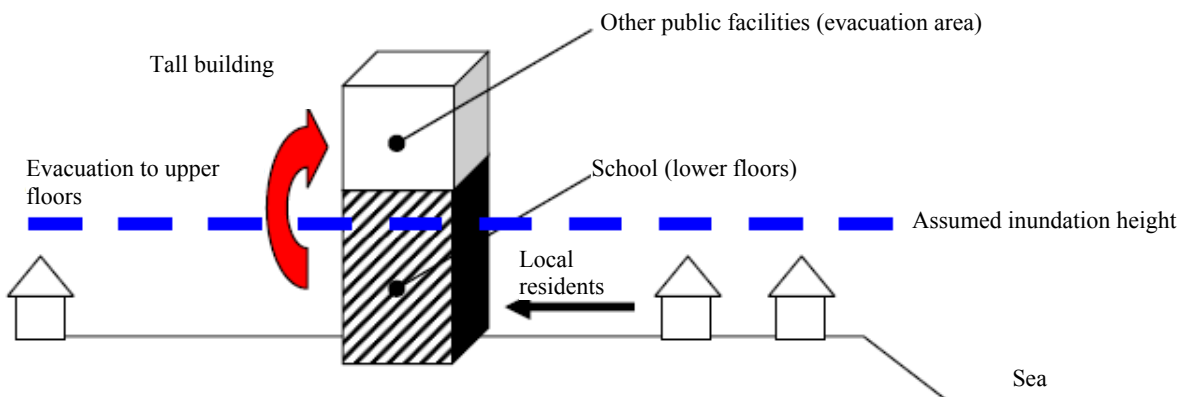 Other public facilities (evacuation area)
Tall building
Evacuation to upper
floors
School (lower floors)
Assumed inundation height
Local
residents
Sea